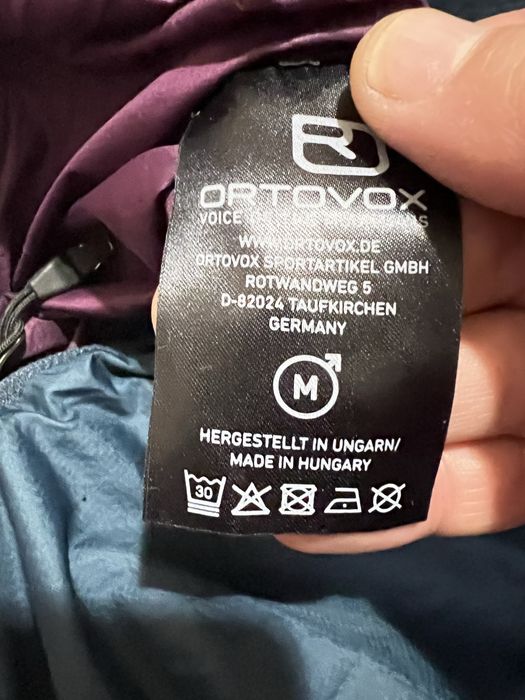 ORTOVOX
VOICE
WWW.ORTOVOX.DE
ORTOVOX SPORTARTIKEL GMBH
ROTWANDWEG 5
D-82024 TAUFKIRCHEN
GERMANY
M
HERGESTELLT IN UNGARN/
MADE IN HUNGARY
30